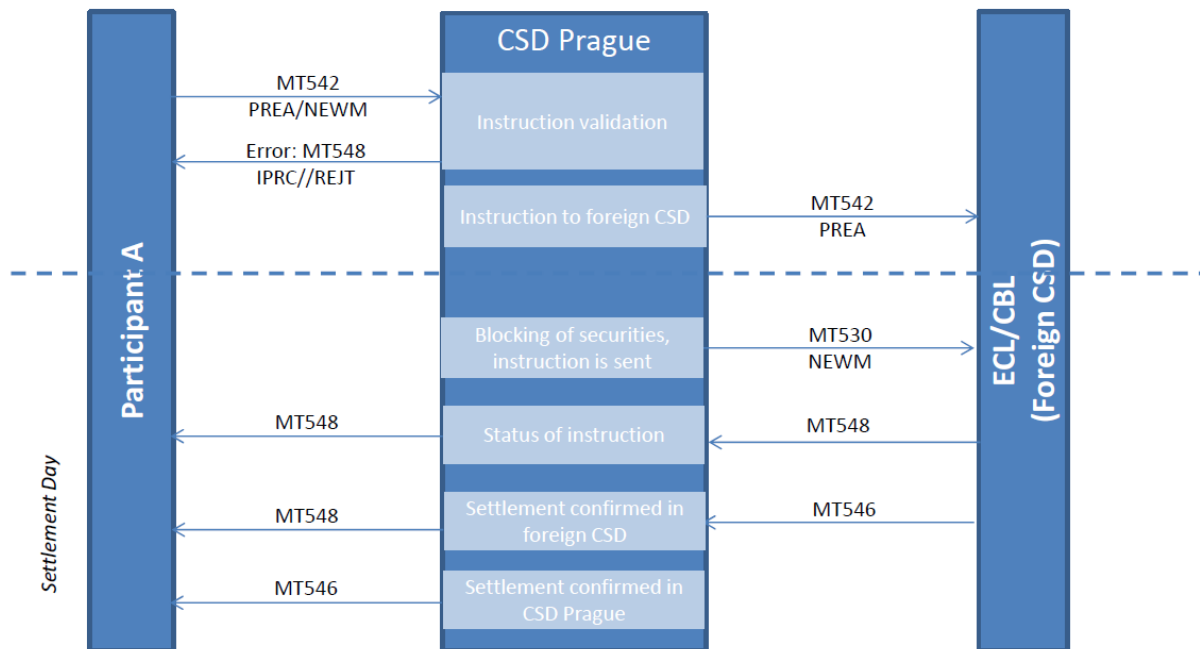 CSD Prague
MT542
PREA/NEWM
Instruction validation
Error: MT548
IPRC//REJT
Instruction to foreign CSD
MT542
PREA
Participant A
ECL/CBL
(Foreign CSD)
Blocking of securities,
instruction is sent
MT530
NEWM
MT548
Status of instruction
MT548
Settlement Day
MT548
Settlement confirmed in
foreign CSD
MT546
MT546
Settlement confirmed in
CSD Prague